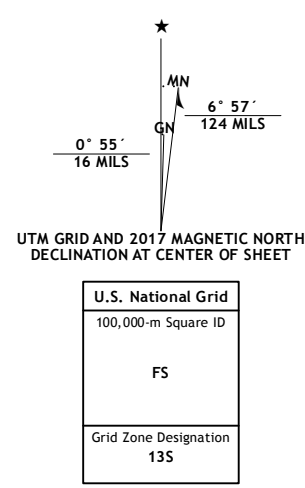 MN
GN
6° 57´
124 MILS
0° 55´
16 MILS
UTM GRID AND 2017 MAGNETIC NORTH
DECLINATION AT CENTER OF SHEET
U.S. National Grid
100,000-m Square ID
FS
Grid Zone Designation
13S